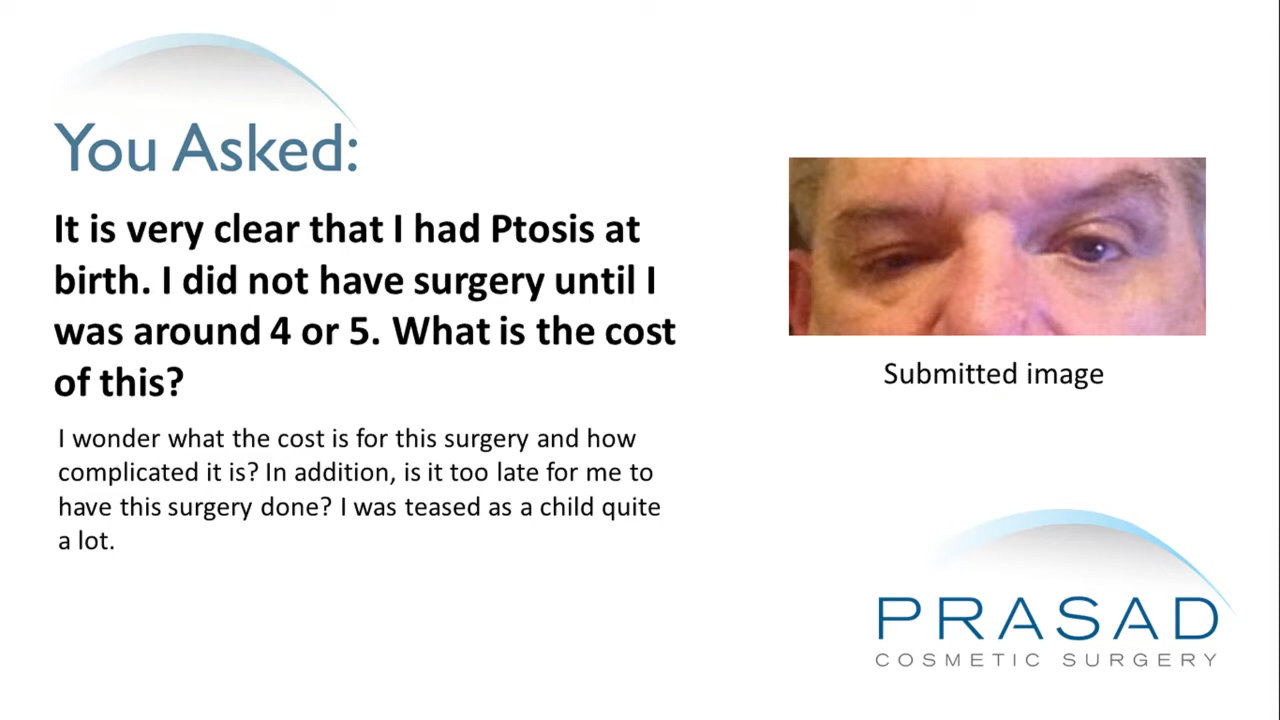 You Asked:
It is very clear that I had Ptosis at
birth. I did not have surgery until I
was around 4 or 5. What is the cost
of this?
I wonder what the cost is for this surgery and how
complicated it is? In addition, is it too late for me to
have this surgery done? I was teased as a child quite
a lot.
Submitted image
PRASAD
COSMETIC SURGERY